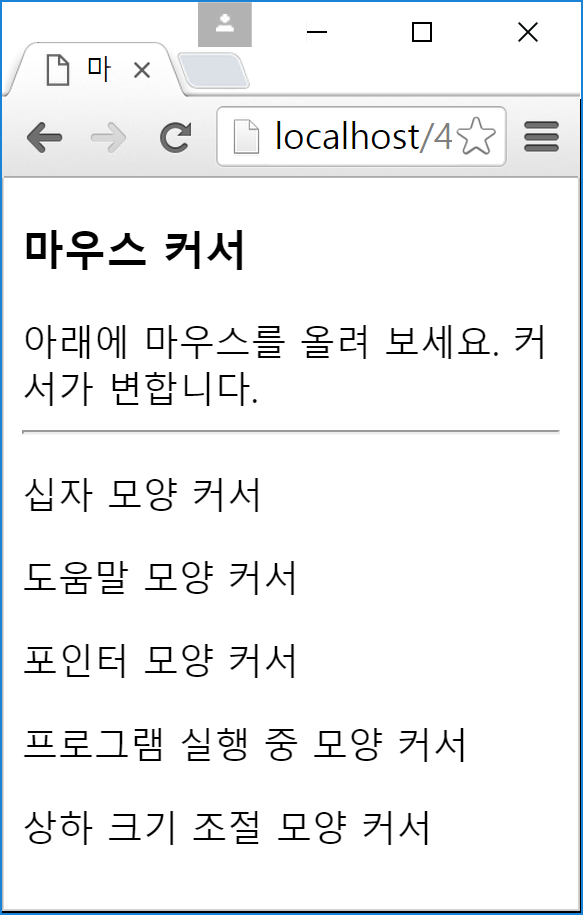 마
localhost/4
마우스 커서
아래에 마우스를 올려 보세요. 커
서가 변합니다.
십자 모양 커서
도움말 모양 커서
포인터 모양 커서
프로그램 실행 중 모양 커서
상하 크기 조절 모양 커서